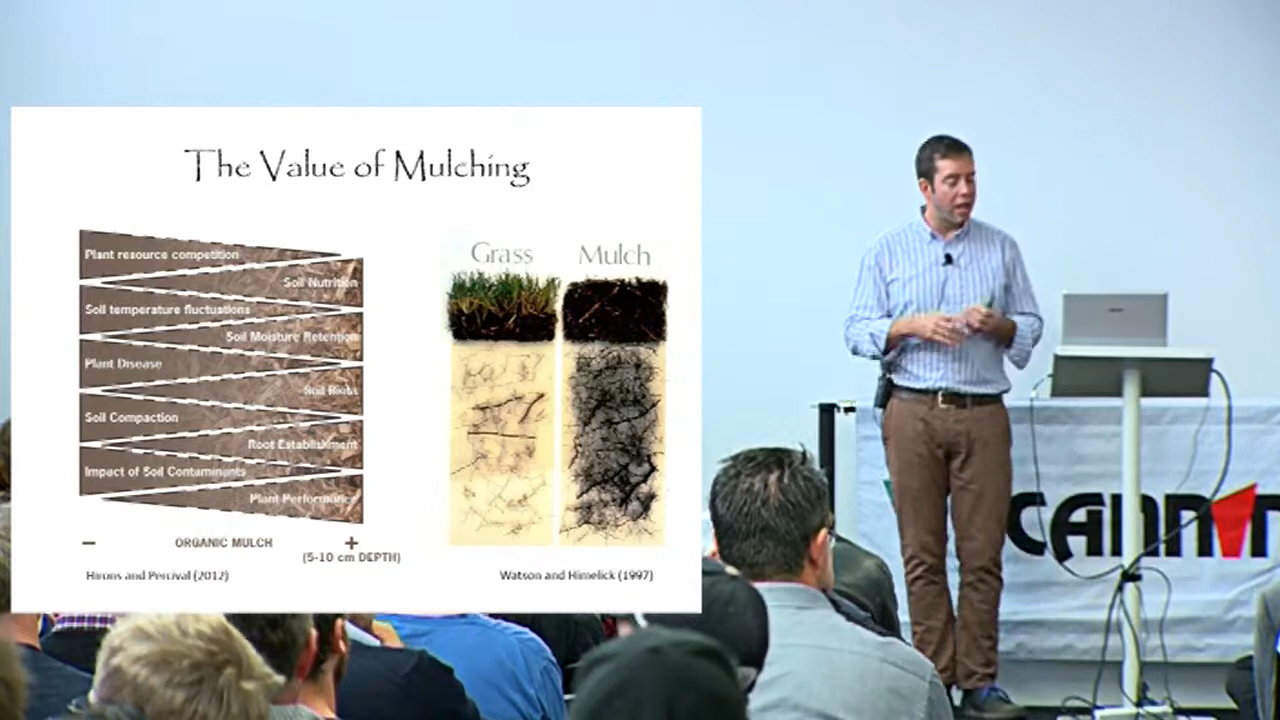 The Value of Mulching
Plant resource competition
Soil Nutrition
Soil temperature fluctuations
Soil Moisture Retention
Plant Disease
Soil Biota
Soil Compaction
Root Establishment
Impact of Soil Contaminants
Plant Performance
− ORGANIC MULCH +
(5-10 cm DEPTH)
Hirons and Percival (2012)
Grass Mulch
Watson and Himelick (1997)